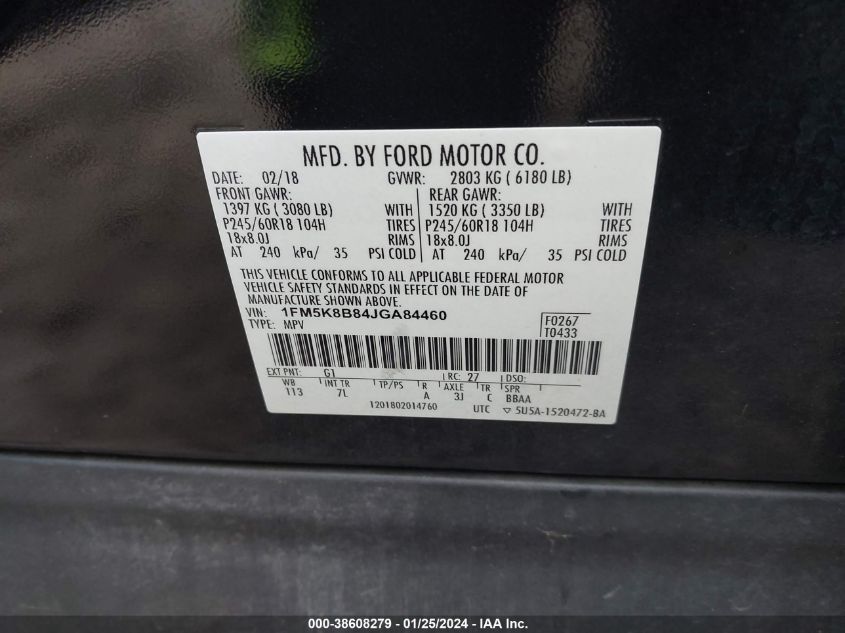 MFD. BY FORD MOTOR CO.
DATE: 02/18 GVWR: 2803 KG ( 6180 LB)
FRONT GAWR: REAR GAWR:
1397 KG ( 3080 LB) WITH 1520 KG ( 3350 LB) WITH
P245/60R18 104H TIRES P245/60R18 104H TIRES
18x8.0J RIMS 18x8.0J RIMS
AT 240 kPa/ 35 PSI COLD AT 240 kPa/ 35 PSI COLD
THIS VEHICLE CONFORMS TO ALL APPLICABLE FEDERAL MOTOR
VEHICLE SAFETY STANDARDS IN EFFECT ON THE DATE OF
MANUFACTURE SHOWN ABOVE.
VIN: 1FM5K8B84JGA84460 F0267
TYPE: MPV T0433
EXT PNT: G1 RC: 27 DSO:
WB INT TR TP/PS R AXLE TR SPR
113 7L A 3J C BBAA
1201802014760 UTC ▽ 5U5A-1520472-BA
000-38608279 - 01/25/2024 - IAA Inc.